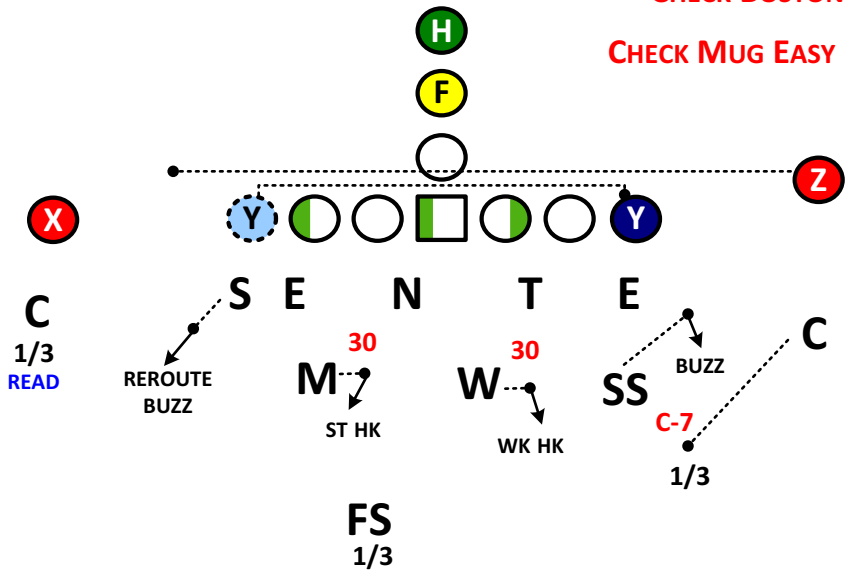 H
CHECK MUG EASY
F
Z
X
Y
Y
S
E
N
T
E
C
1/3
READ
C
REROUTE
BUZZ
30
M
ST HK
30
W
WK HK
SS
BUZZ
C-7
1/3
FS
1/3